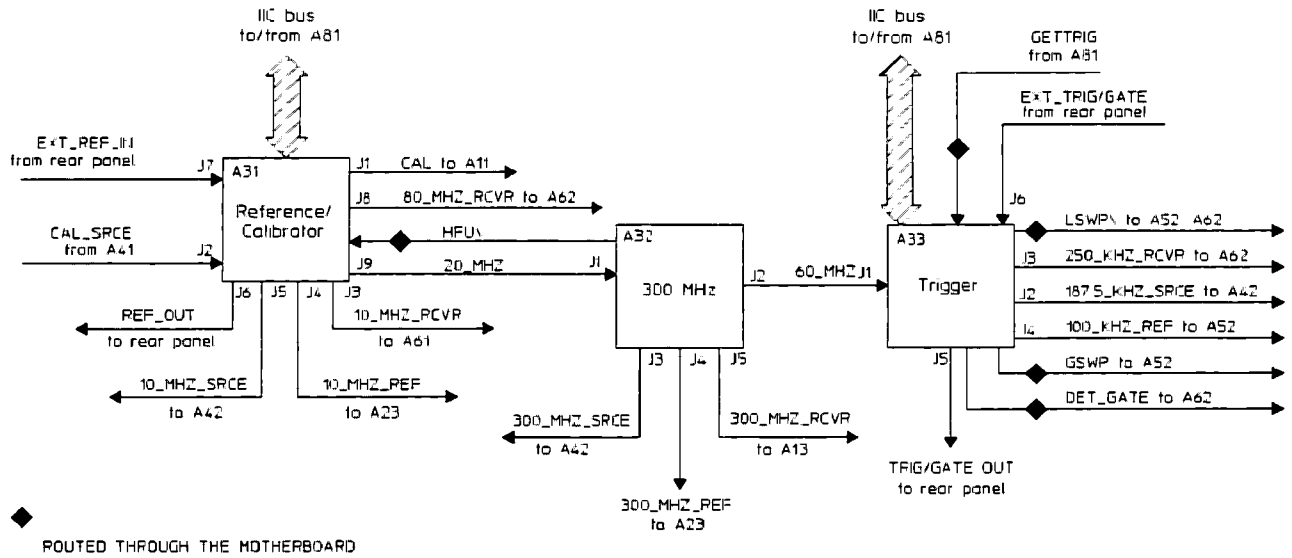 IIC bus
to/from A81
IIC bus
to/from A81
GETTRIG
from A81
EXT_TRIG/GATE
from rear panel
EXT_REF_IN
from rear panel
J7
A31
Reference/
Calibrator
J1
CAL to A11
J8
80_MHZ_RCVR to A62
CAL_SRCE
from A41
J2
HFU\
J9
20_MHZ
J6
J5
J4
J3
REF_OUT
to rear panel
10_MHZ_RCVR
to A61
10_MHZ_SRCE
to A42
10_MHZ_REF
to A23
J1
A32
300 MHz
J2
60_MHZ
J1
J3
J4
J5
300_MHZ_SRCE
to A42
300_MHZ_RCVR
to A13
300_MHZ_REF
to A23
J6
A33
Trigger
LSWP\ to A52 A62
J3
250_KHZ_RCVR to A62
J2
187.5_KHZ_SRCE to A42
J4
100_KHZ_REF to A52
J5
GSWP to A52
DET_GATE to A62
TRIG/GATE OUT
to rear panel
ROUTED THROUGH THE MOTHERBOARD